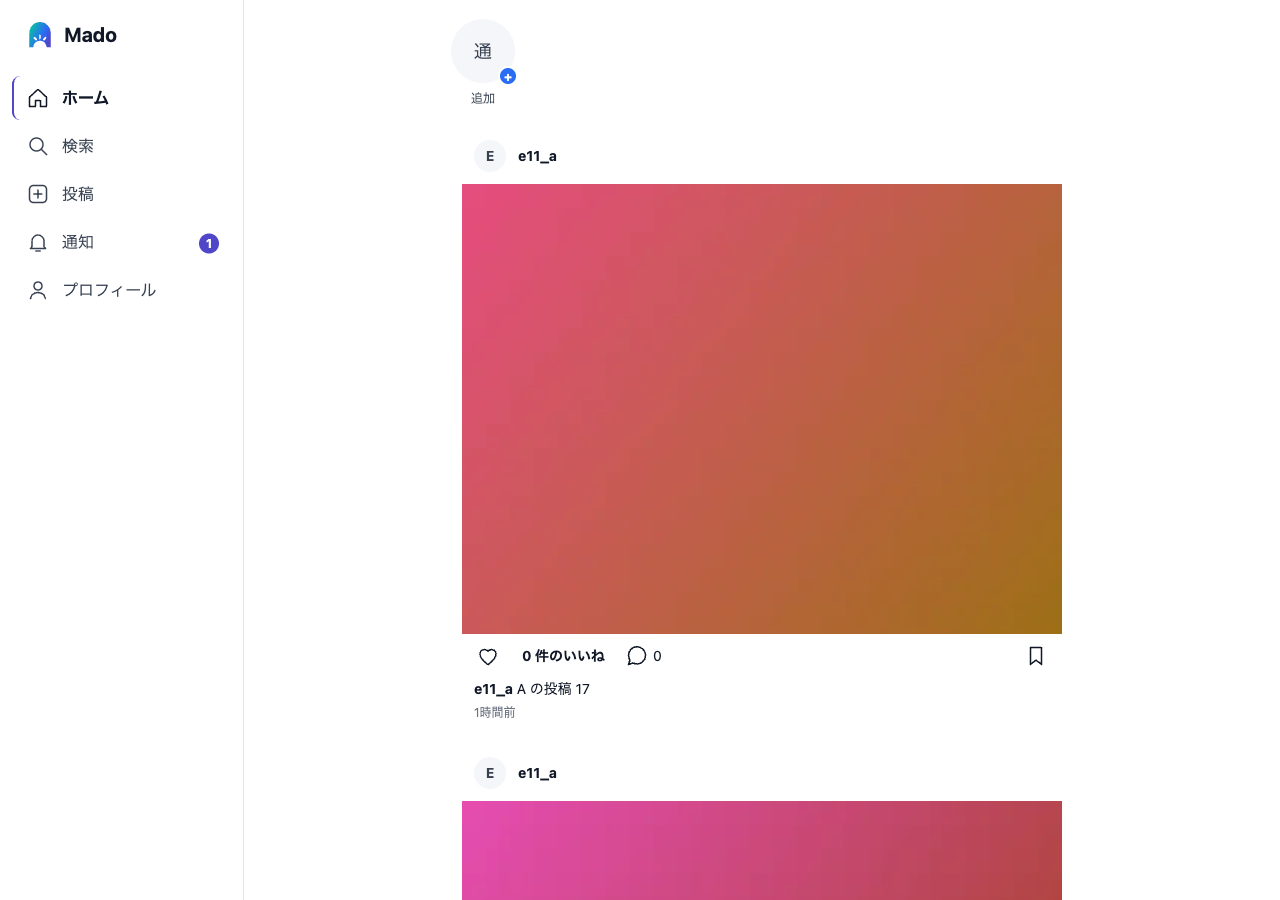 Mado
ホーム
検索
投稿
通知 1
プロフィール
通
追加
E e11_a
0 件のいいね 0
e11_a A の投稿 17
1時間前
E e11_a